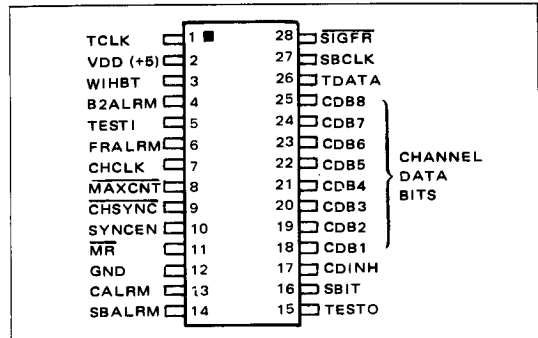 TCLK 1 28 SIGFR
VDD (+5) 2 27 SBCLK
WIHBT 3 26 TDATA
B2ALRM 4 25 CDB8
TESTI 5 24 CDB7
FRALRM 6 23 CDB6
CHCLK 7 22 CDB5
MAXCNT 8 21 CDB4
CHSYNC 9 20 CDB3
SYNCEN 10 19 CDB2
MR 11 18 CDB1
GND 12 17 CDINH
CALRM 13 16 SBIT
SBALRM 14 15 TESTO
CHANNEL
DATA
BITS